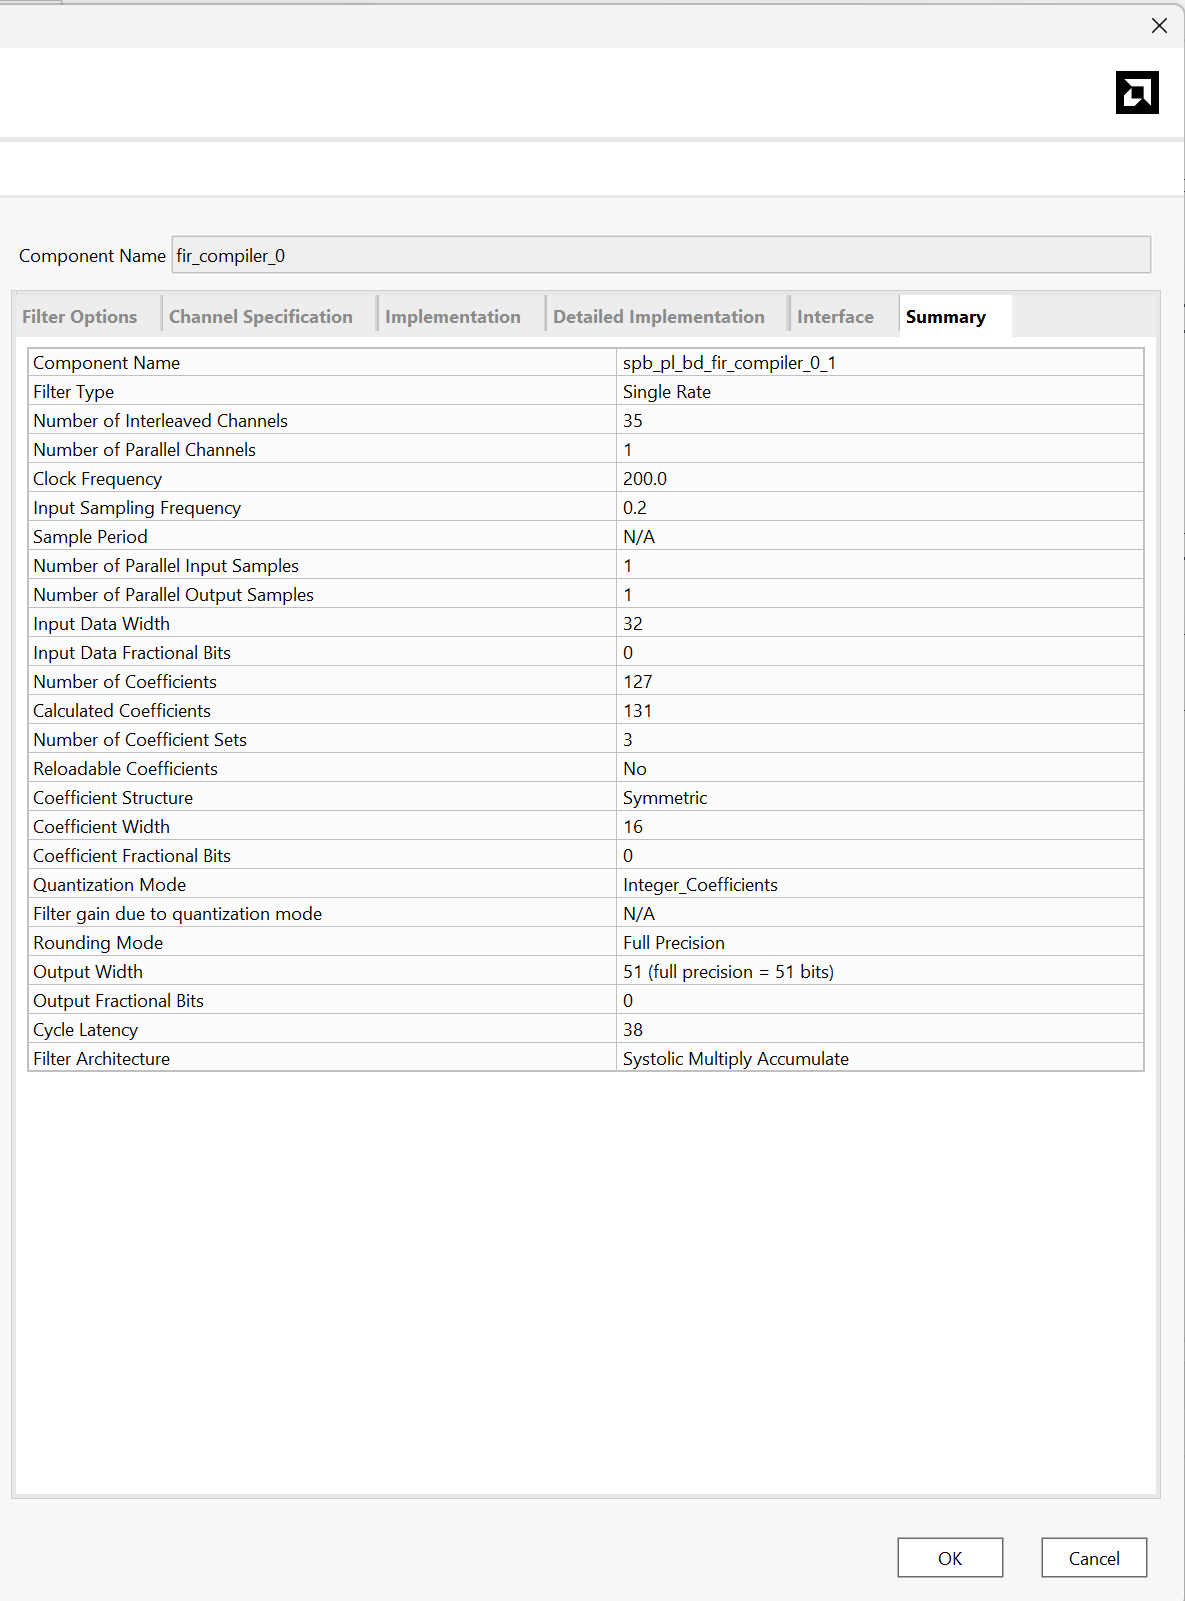 Component Name fir_compiler_0
Filter Options Channel Specification Implementation Detailed Implementation Interface Summary
Component Name spb_pl_bd_fir_compiler_0_1
Filter Type Single Rate
Number of Interleaved Channels 35
Number of Parallel Channels 1
Clock Frequency 200.0
Input Sampling Frequency 0.2
Sample Period N/A
Number of Parallel Input Samples 1
Number of Parallel Output Samples 1
Input Data Width 32
Input Data Fractional Bits 0
Number of Coefficients 127
Calculated Coefficients 131
Number of Coefficient Sets 3
Reloadable Coefficients No
Coefficient Structure Symmetric
Coefficient Width 16
Coefficient Fractional Bits 0
Quantization Mode Integer_Coefficients
Filter gain due to quantization mode N/A
Rounding Mode Full Precision
Output Width 51 (full precision = 51 bits)
Output Fractional Bits 0
Cycle Latency 38
Filter Architecture Systolic Multiply Accumulate
OK Cancel